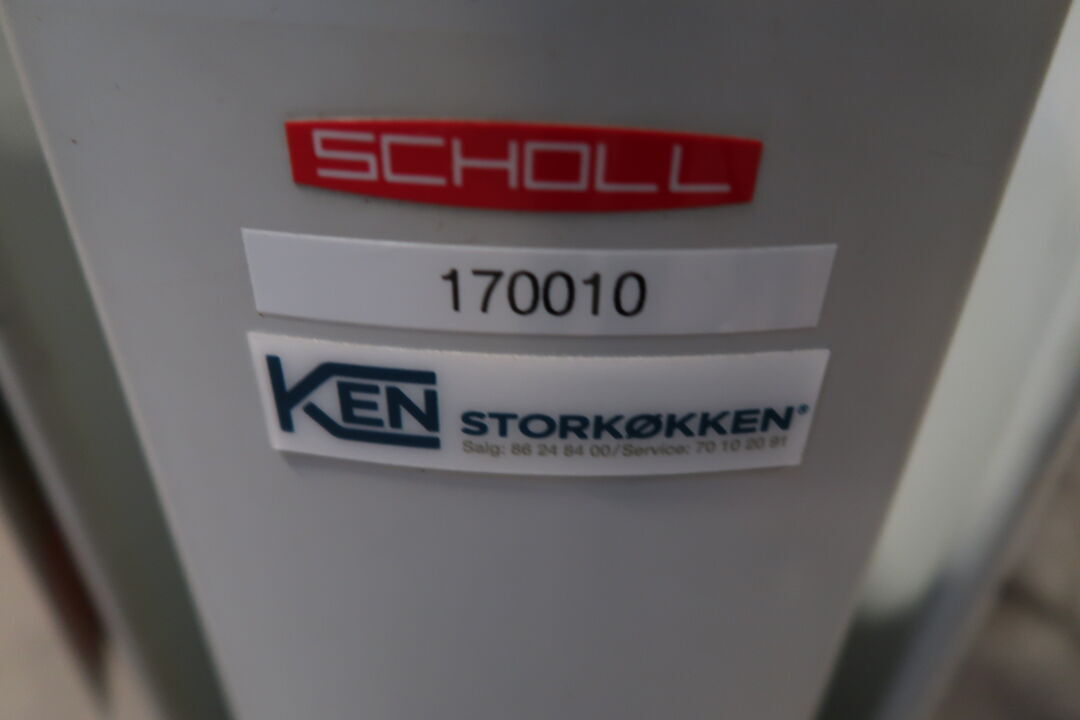 SCHOLL
170010
KEN STORKØKKEN®
Salg: 86 24 84 00/Service: 70 10 20 91